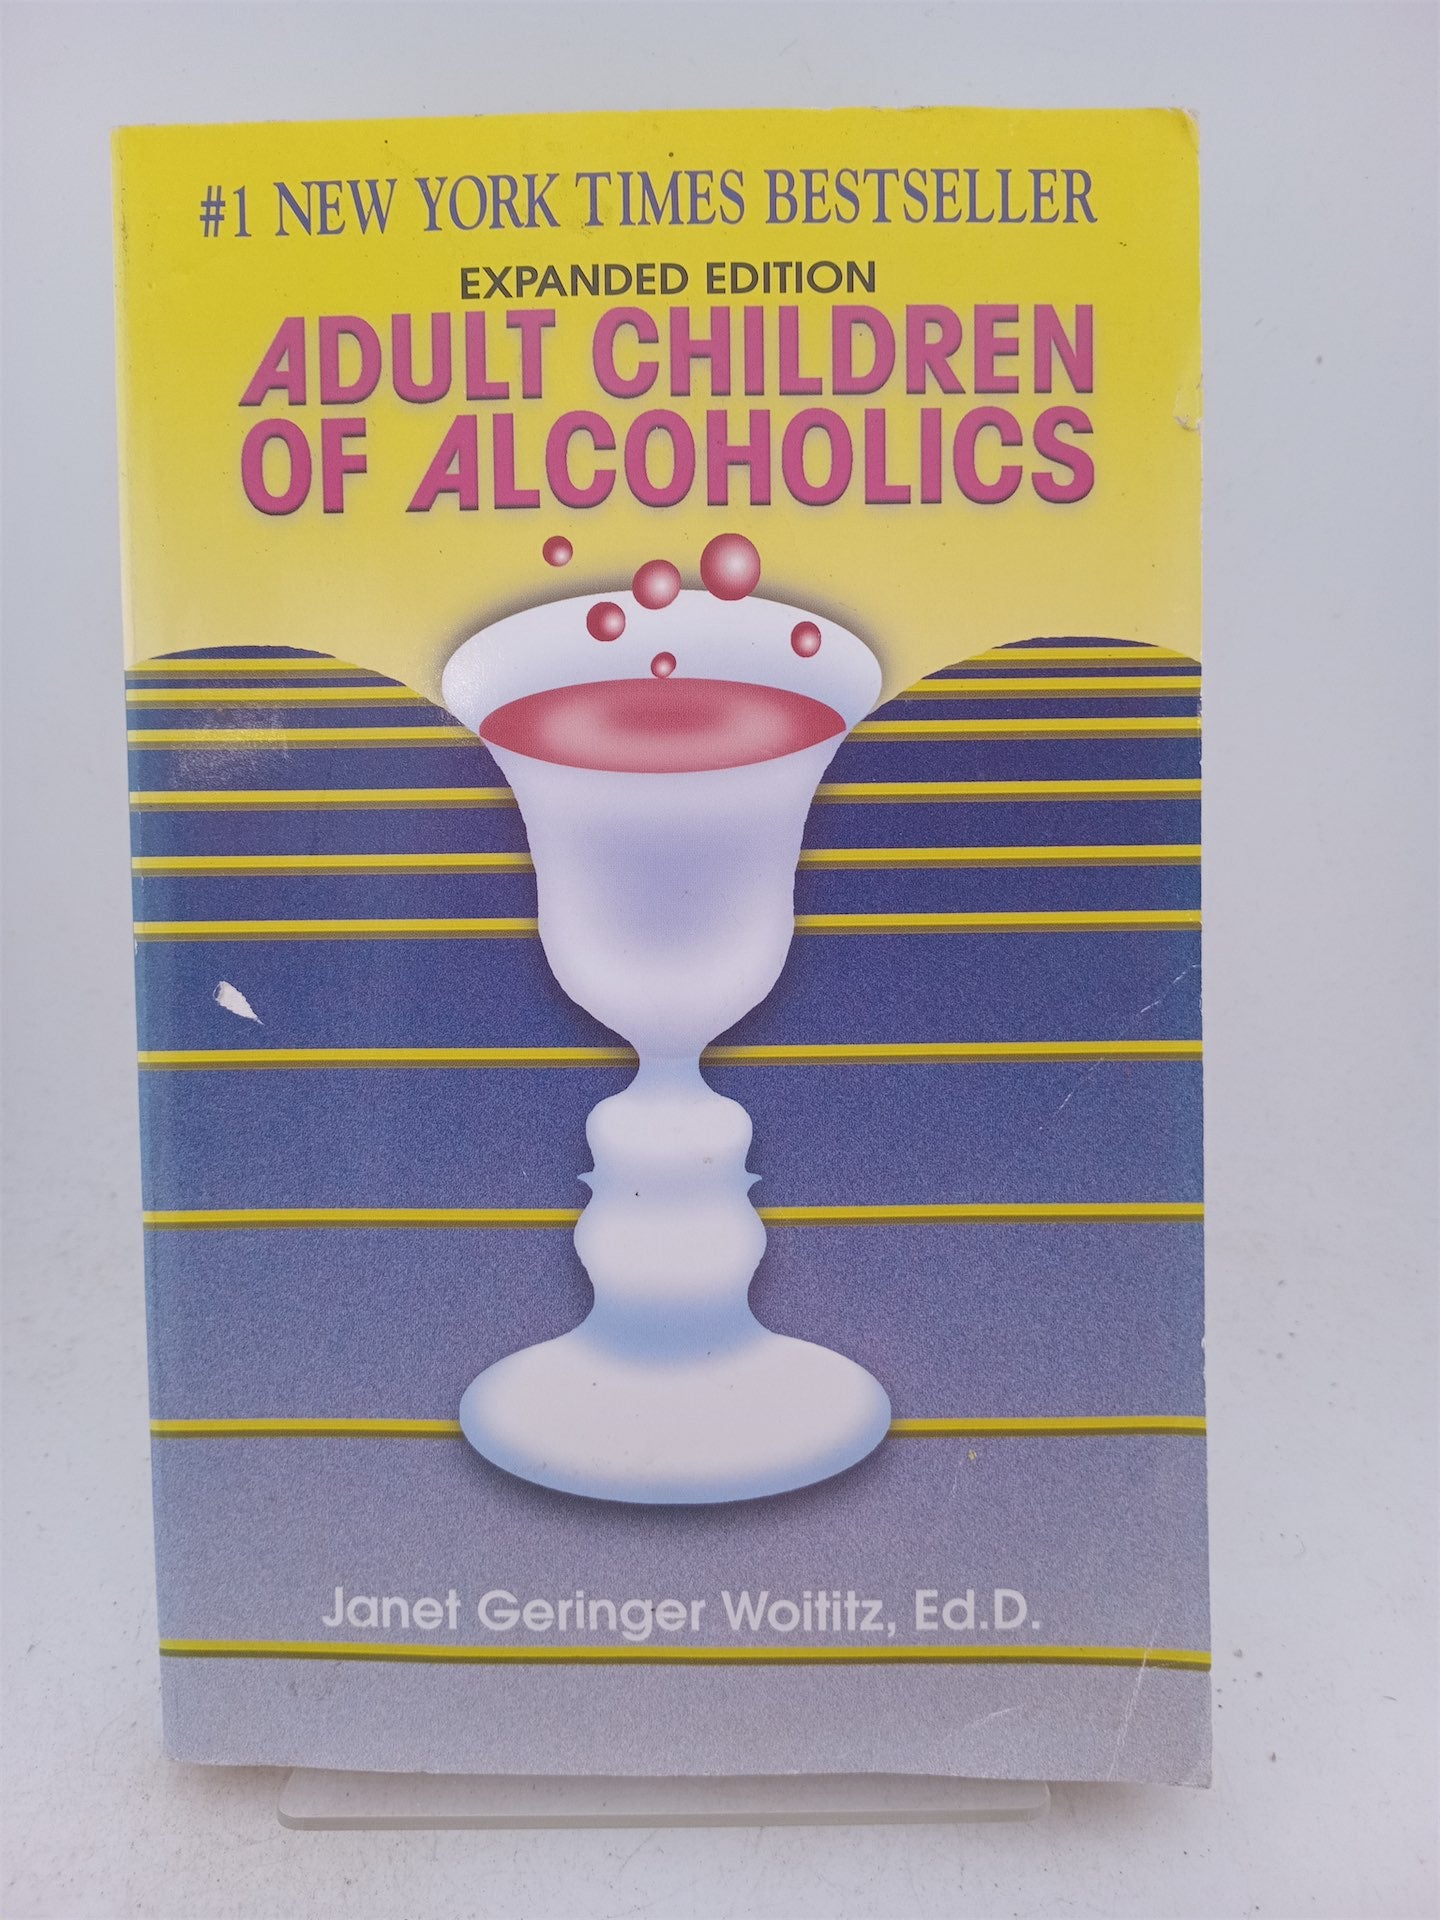 #1 NEW YORK TIMES BESTSELLER
EXPANDED EDITION
ADULT CHILDREN
OF ALCOHOLICS
Janet Geringer Woititz, Ed.D.